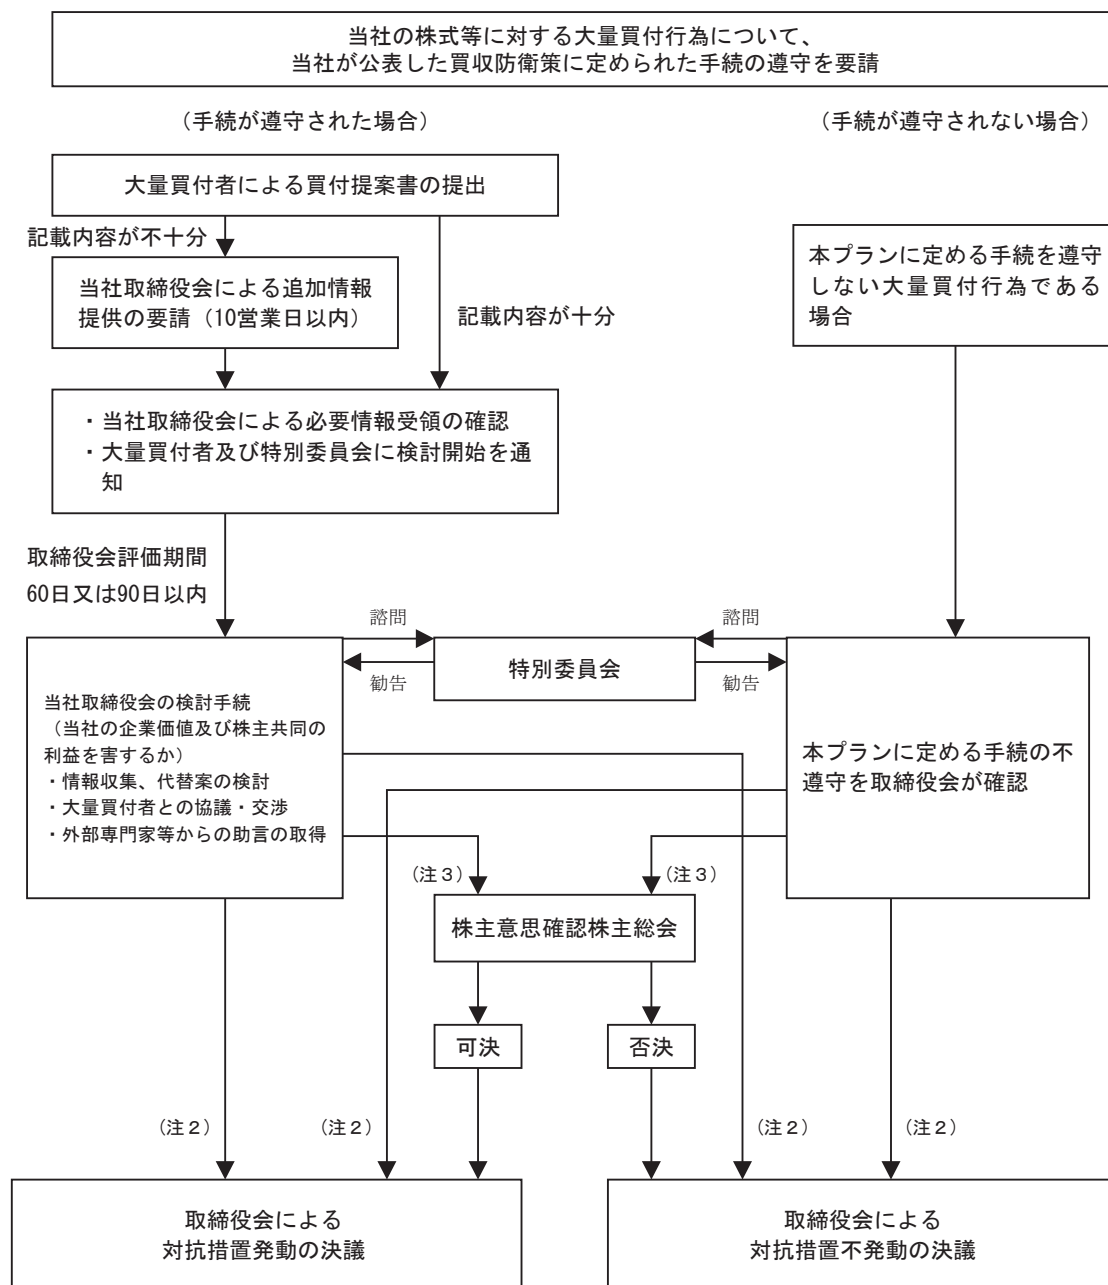 当社の株式等に対する大量買付行為について、
当社が公表した買収防衛策に定められた手続の遵守を要請
（手続が遵守された場合）
（手続が遵守されない場合）
大量買付者による買付提案書の提出
記載内容が不十分
当社取締役会による追加情報
提供の要請（10営業日以内）
記載内容が十分
本プランに定める手続を遵守
しない大量買付行為である
場合
・当社取締役会による必要情報受領の確認
・大量買付者及び特別委員会に検討開始を通
知
取締役会評価期間
60日又は90日以内
諮問
勧告
特別委員会
諮問
勧告
当社取締役会の検討手続
（当社の企業価値及び株主共同の
利益を害するか）
・情報収集、代替案の検討
・大量買付者との協議・交渉
・外部専門家等からの助言の取得
本プランに定める手続の不
遵守を取締役会が確認
（注３）
（注３）
株主意思確認株主総会
可決
否決
（注２）
（注２）
（注２）
（注２）
取締役会による
対抗措置発動の決議
取締役会による
対抗措置不発動の決議